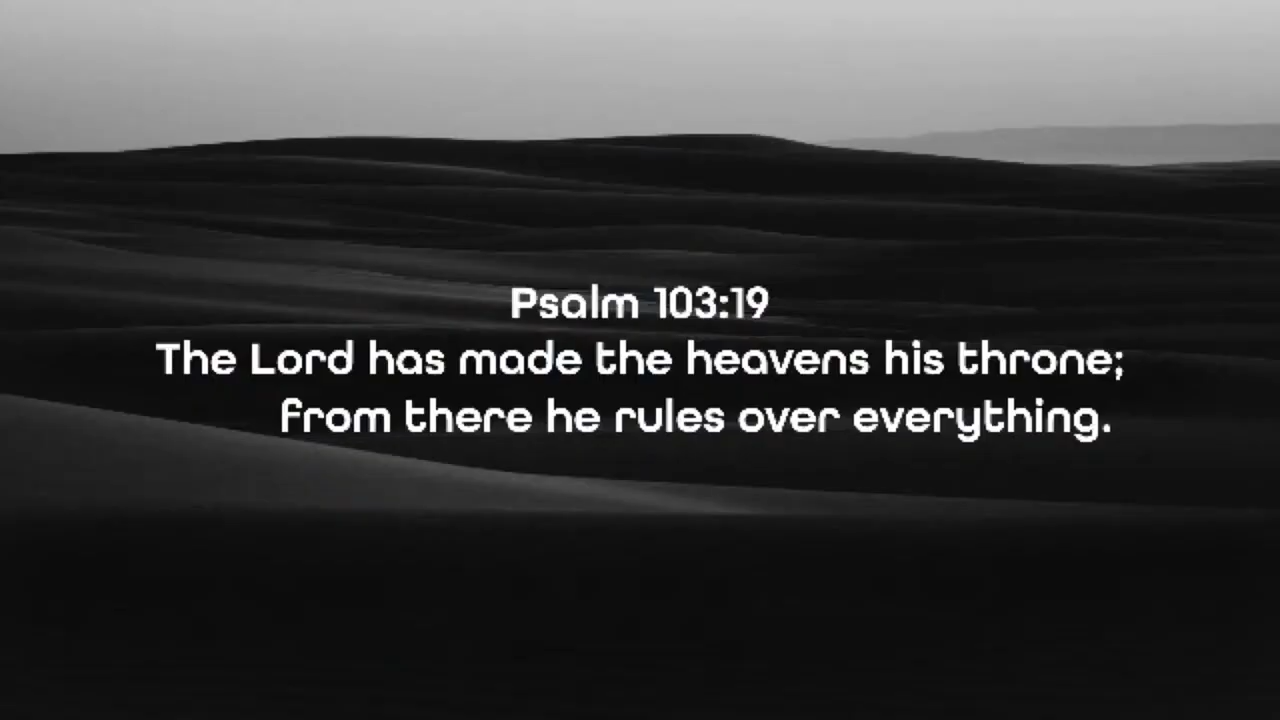 Psalm 103:19
The Lord has made the heavens his throne;
from there he rules over everything.